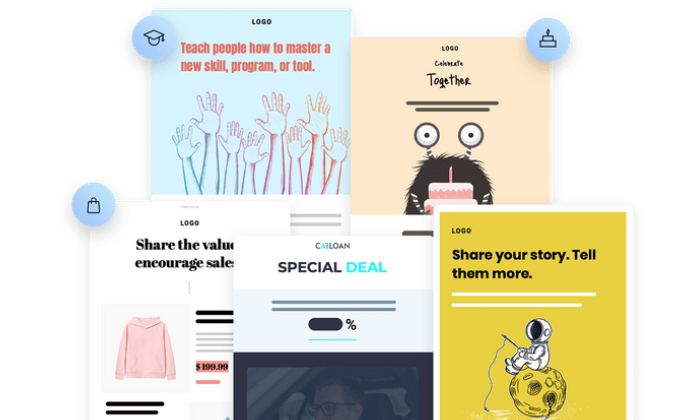 LOGO
Teach people how to master a
new skill, program, or tool.
LOGO
Celebrate
Together
LOGO
Share the value
encourage sales
CARLOAN
SPECIAL DEAL
%
$ 199.99
LOGO
Share your story. Tell
them more.